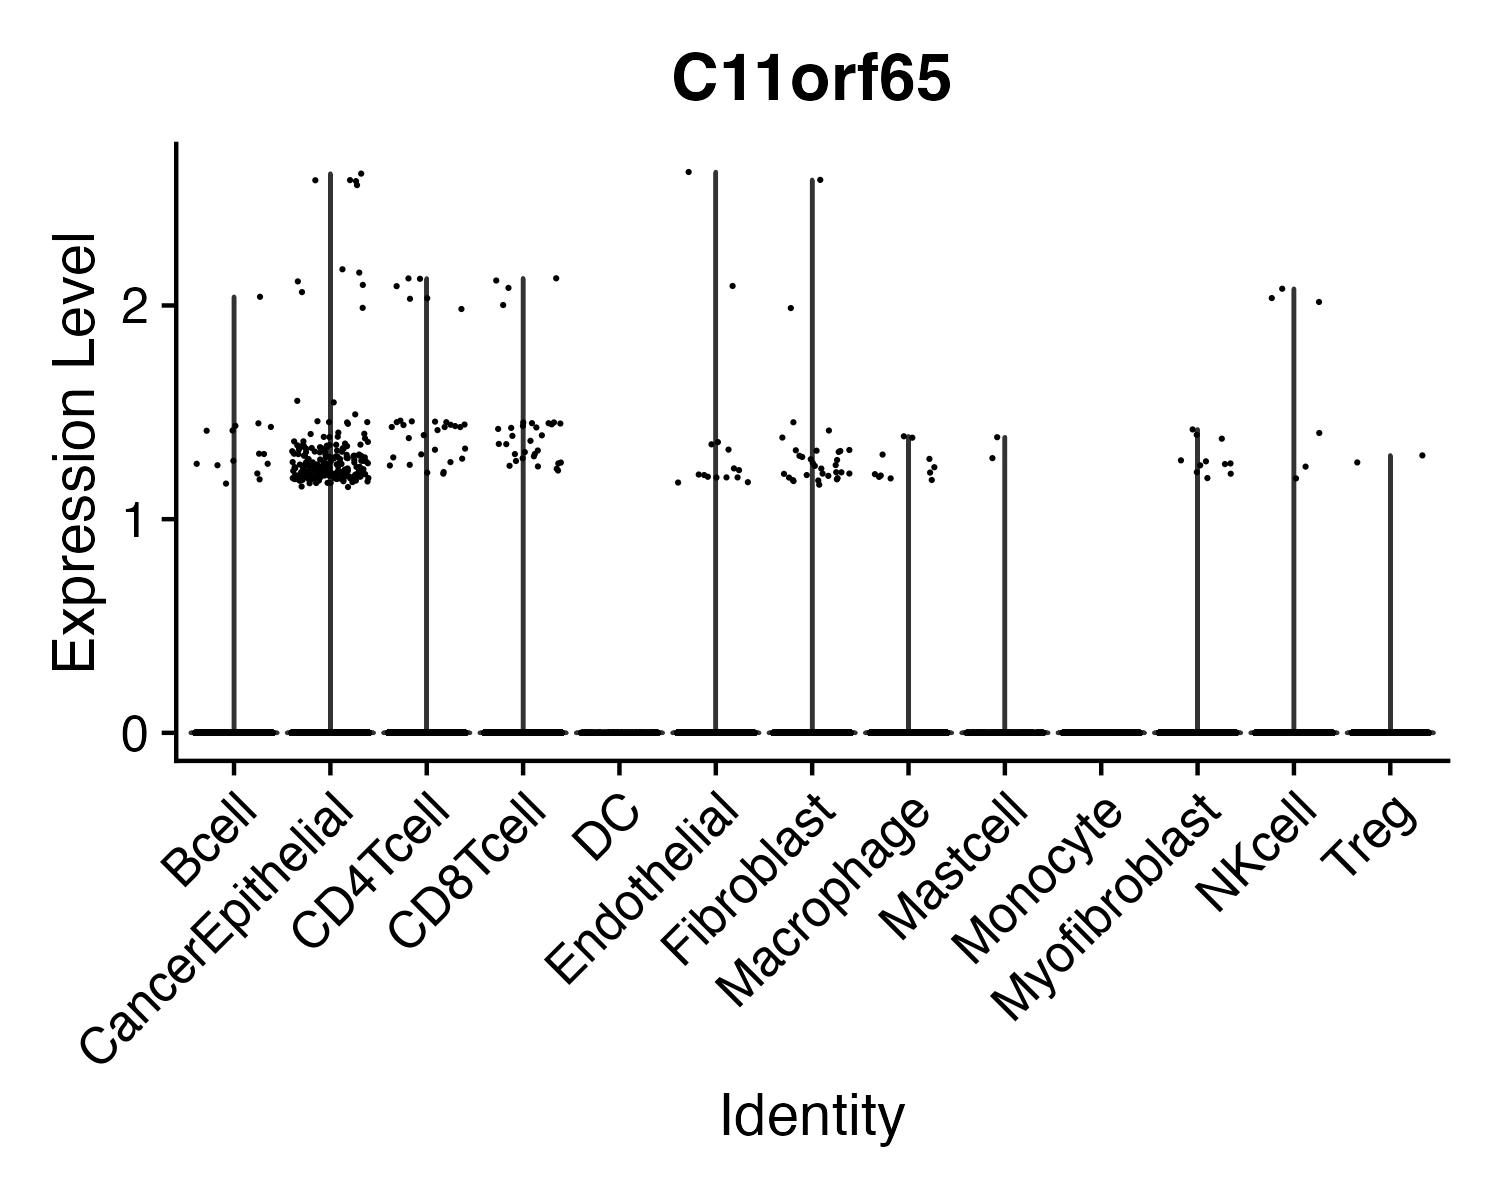 C11orf65
Expression Level
2
1
0
Bcell
CancerEpithelial
CD4Tcell
CD8Tcell
DC
Endothelial
Fibroblast
Macrophage
Mastcell
Monocyte
Myofibroblast
NKcell
Treg
Identity